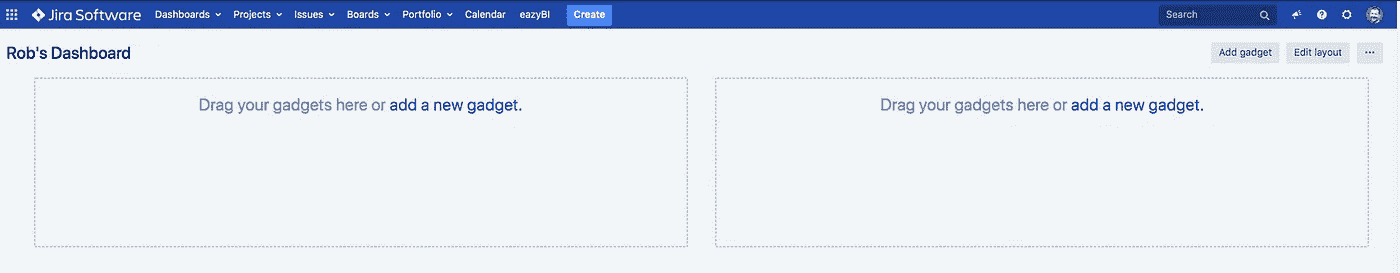 Jira Software Dashboards Projects Issues Boards Portfolio Calendar eazyBI Create Search
Rob's Dashboard Add gadget Edit layout ...
Drag your gadgets here or add a new gadget. Drag your gadgets here or add a new gadget.